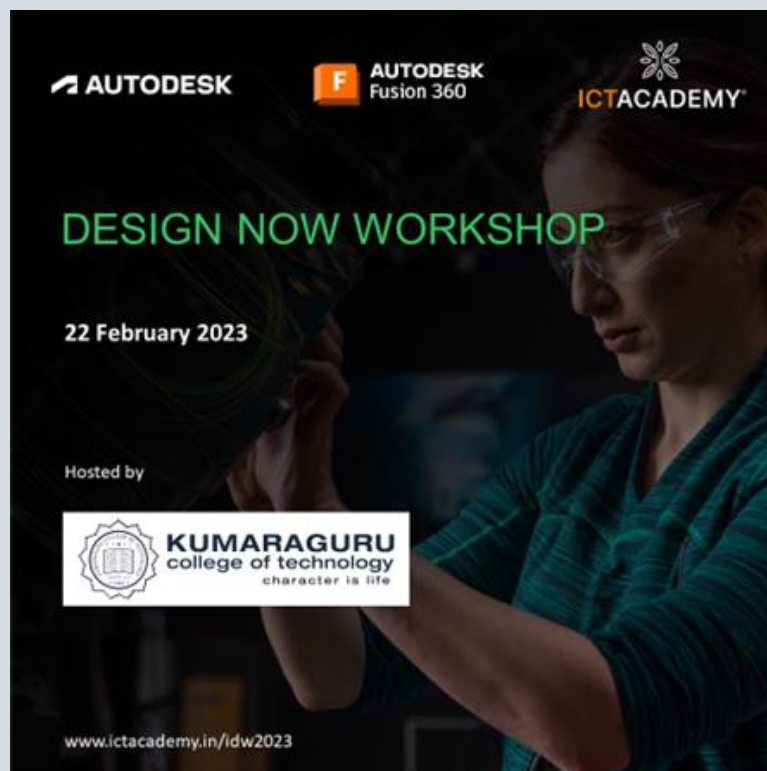 AUTODESK
F
AUTODESK
Fusion 360
ICTACADEMY®
DESIGN NOW WORKSHOP
22 February 2023
Hosted by
KUMARAGURU
college of technology
character is life
www.ictacademy.in/idw2023